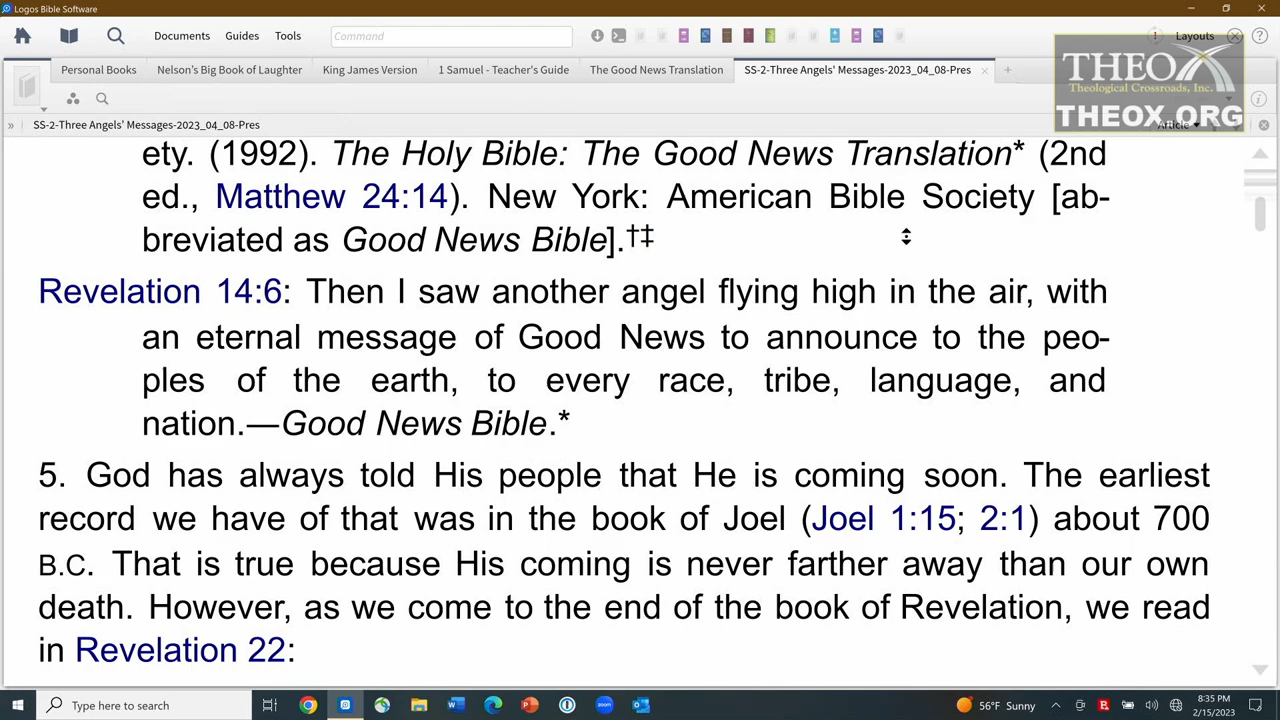 Logos Bible Software
Documents Guides Tools Command Layouts
Personal Books Nelson's Big Book of Laughter King James Version 1 Samuel - Teacher's Guide The Good News Translation SS-2-Three Angels' Messages-2023_04_08-Pres
THEOX
Theological Crossroads, Inc.
THEOX.ORG
SS-2-Three Angels' Messages-2023_04_08-Pres Article
ety. (1992). The Holy Bible: The Good News Translation* (2nd
ed., Matthew 24:14). New York: American Bible Society [ab-
breviated as Good News Bible].†‡
Revelation 14:6: Then I saw another angel flying high in the air, with
an eternal message of Good News to announce to the peo-
ples of the earth, to every race, tribe, language, and
nation.—Good News Bible.*
5. God has always told His people that He is coming soon. The earliest
record we have of that was in the book of Joel (Joel 1:15; 2:1) about 700
B.C. That is true because His coming is never farther away than our own
death. However, as we come to the end of the book of Revelation, we read
in Revelation 22:
Type here to search 56°F Sunny 8:35 PM
2/15/2023